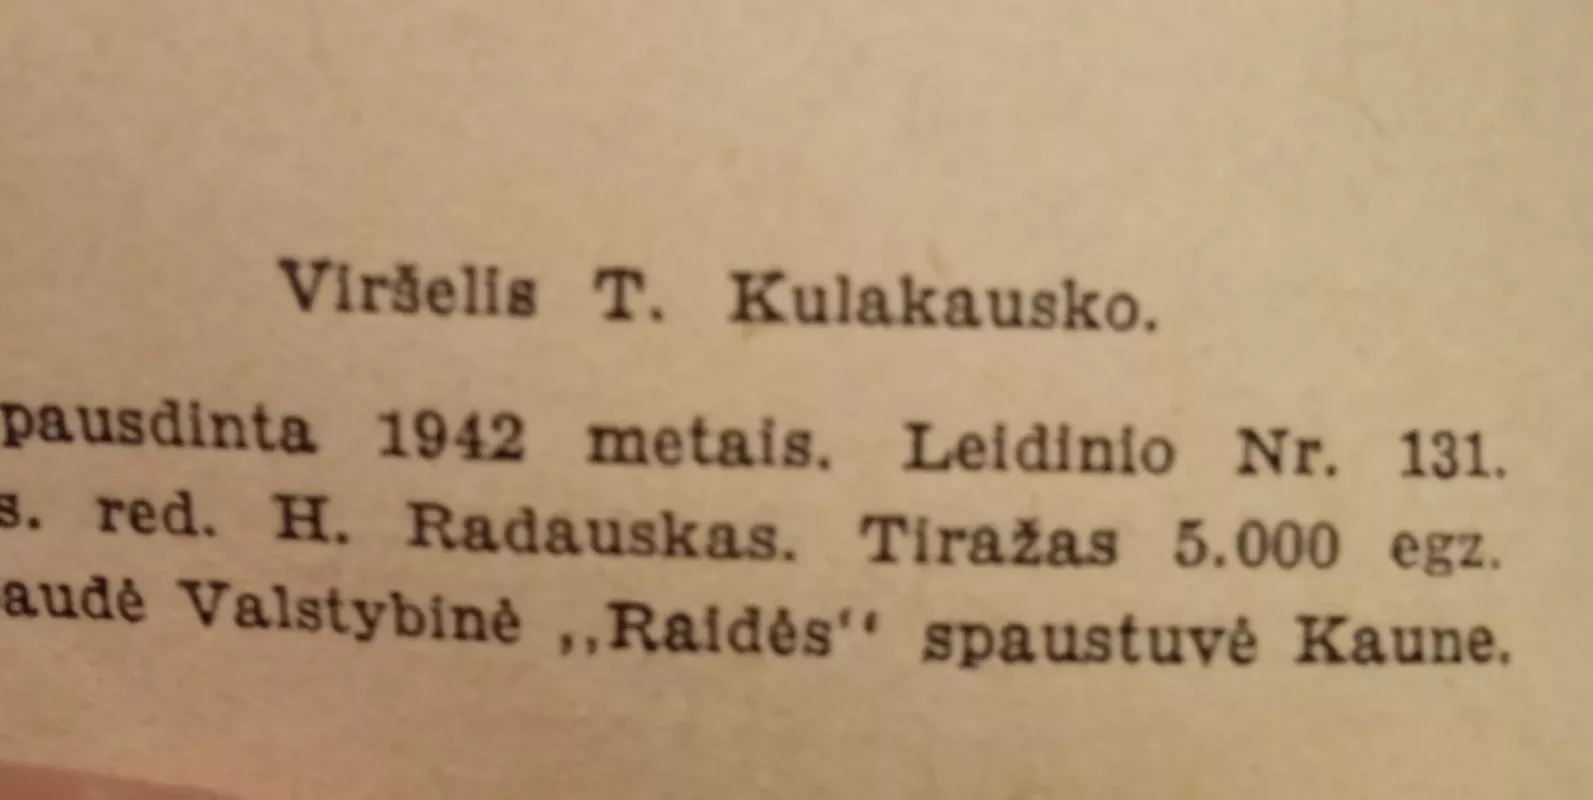 Viršelis T. Kulakausko.
pausdinta 1942 metais. Leidinio Nr. 131.
s. red. H. Radauskas. Tiražas 5.000 egz.
audė Valstybinė ,,Raidės“ spaustuvė Kaune.